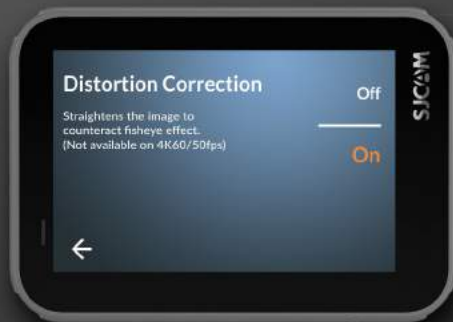 Distortion Correction
Off
Straightens the image to
counteract fisheye effect.
(Not available on 4K60/50fps)
On
SJCAM